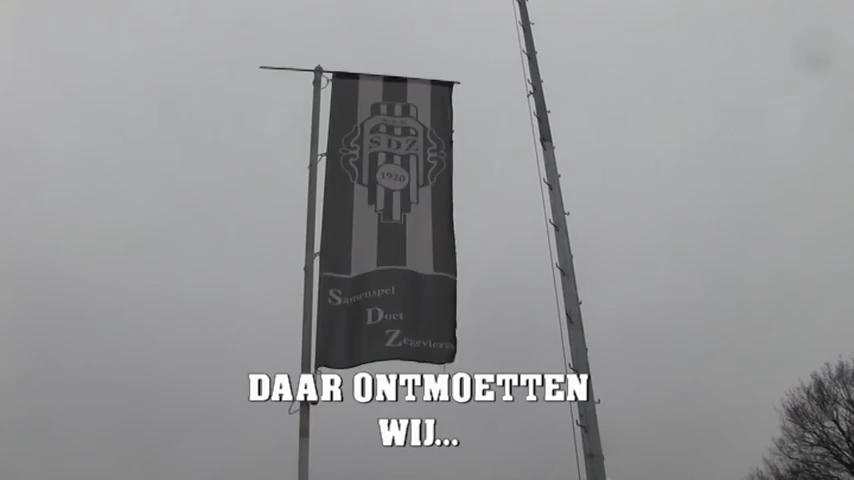 SDZ
1920
Samenspel
Doet
Zegevieren
DAAR ONTMOETTEN
WIJ...